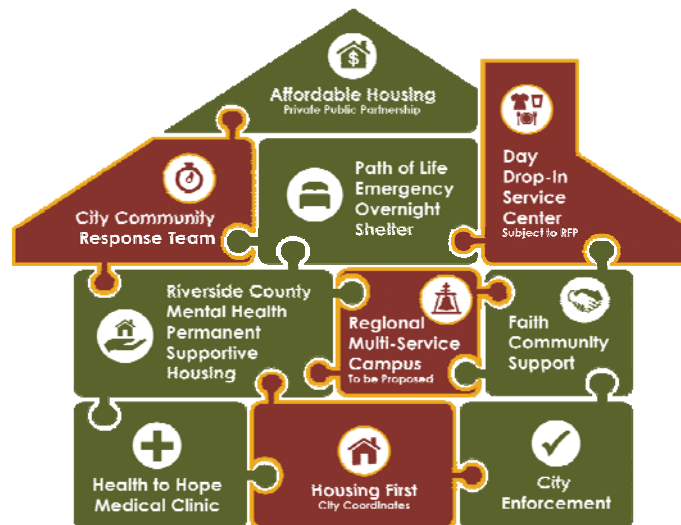 $
Affordable Housing
Private Public Partnership
City Community
Response Team
Path of Life
Emergency
Overnight
Shelter
Day
Drop-In
Service
Center
Subject to RFP
Riverside County
Mental Health
Permanent
Supportive
Housing
Regional
Multi-Service
Campus
To be Proposed
Faith
Community
Support
Health to Hope
Medical Clinic
Housing First
City Coordinates
City
Enforcement